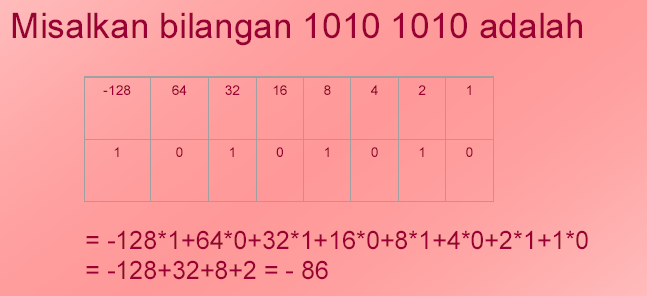 Misalkan bilangan 1010 1010 adalah
-128 64 32 16 8 4 2 1
1 0 1 0 1 0 1 0
= -128*1+64*0+32*1+16*0+8*1+4*0+2*1+1*0
= -128+32+8+2 = - 86